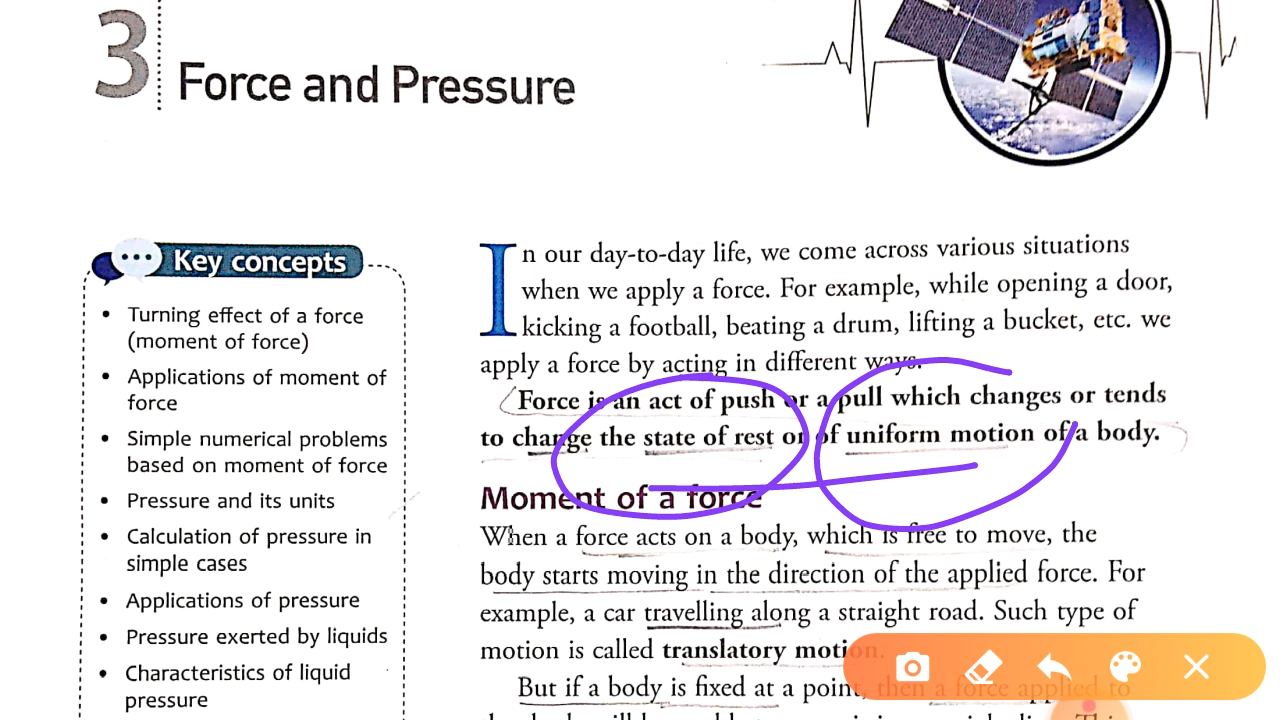 3
Force and Pressure
Key concepts
• Turning effect of a force
(moment of force)
• Applications of moment of
force
• Simple numerical problems
based on moment of force
• Pressure and its units
• Calculation of pressure in
simple cases
• Applications of pressure
• Pressure exerted by liquids
• Characteristics of liquid
pressure
In our day-to-day life, we come across various situations
when we apply a force. For example, while opening a door,
kicking a football, beating a drum, lifting a bucket, etc. we
apply a force by acting in different ways.
Force is an act of push or a pull which changes or tends
to change the state of rest or of uniform motion of a body.
Moment of a force
When a force acts on a body, which is free to move, the
body starts moving in the direction of the applied force. For
example, a car travelling along a straight road. Such type of
motion is called translatory motion.
But if a body is fixed at a point, then a force applied to